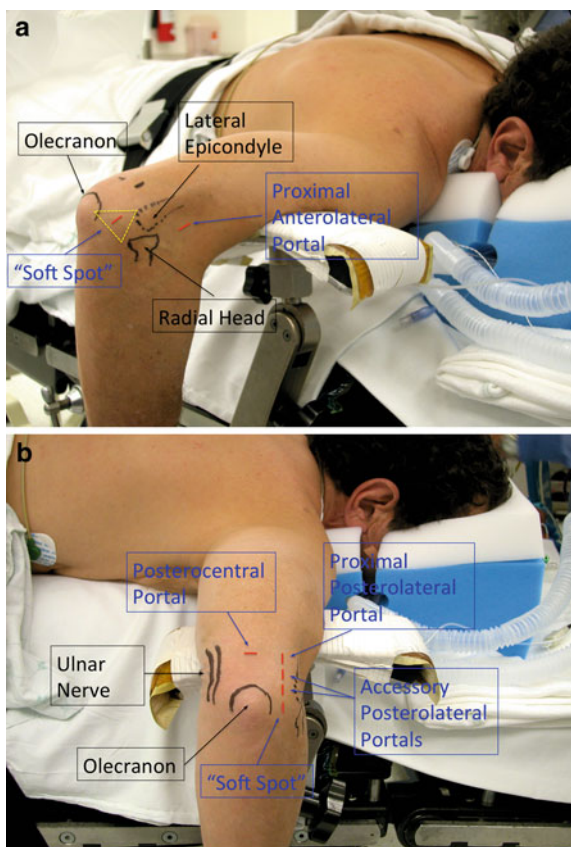 a
Olecranon
Lateral
Epicondyle
Proximal
Anterolateral
Portal
"Soft Spot"
Radial Head
b
Posterocentral
Portal
Proximal
Posterolateral
Portal
Ulnar
Nerve
Accessory
Posterolateral
Portals
Olecranon
"Soft Spot"